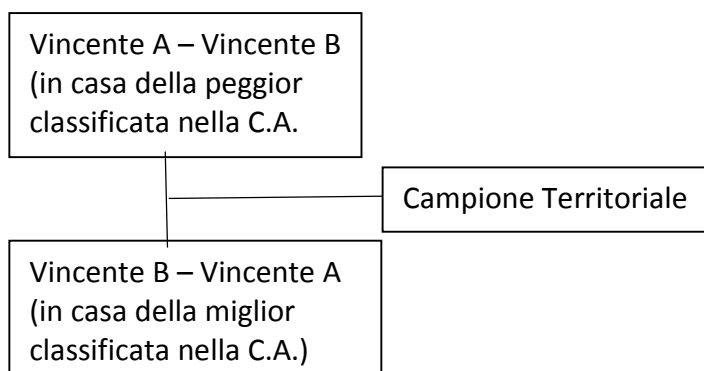 Vincente A – Vincente B
(in casa della peggior
classificata nella C.A.
Campione Territoriale
Vincente B – Vincente A
(in casa della miglior
classificata nella C.A.)